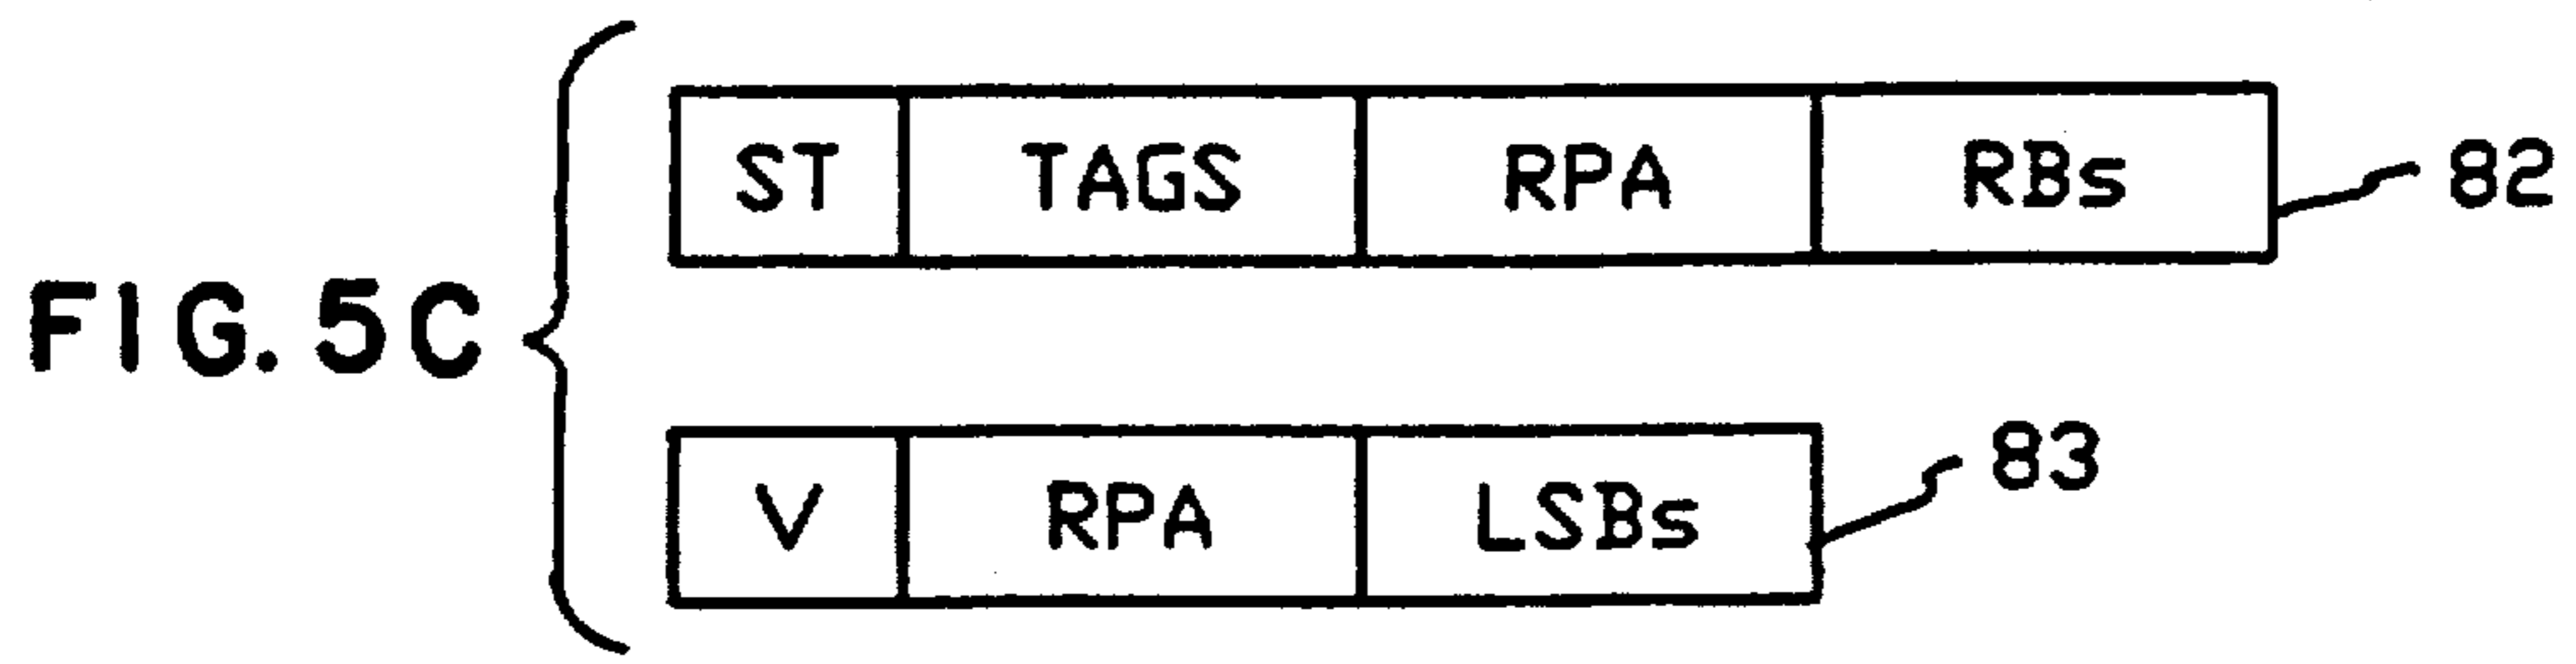 FIG. 5C
ST TAGS RPA RBs 82
V RPA LSBs 83